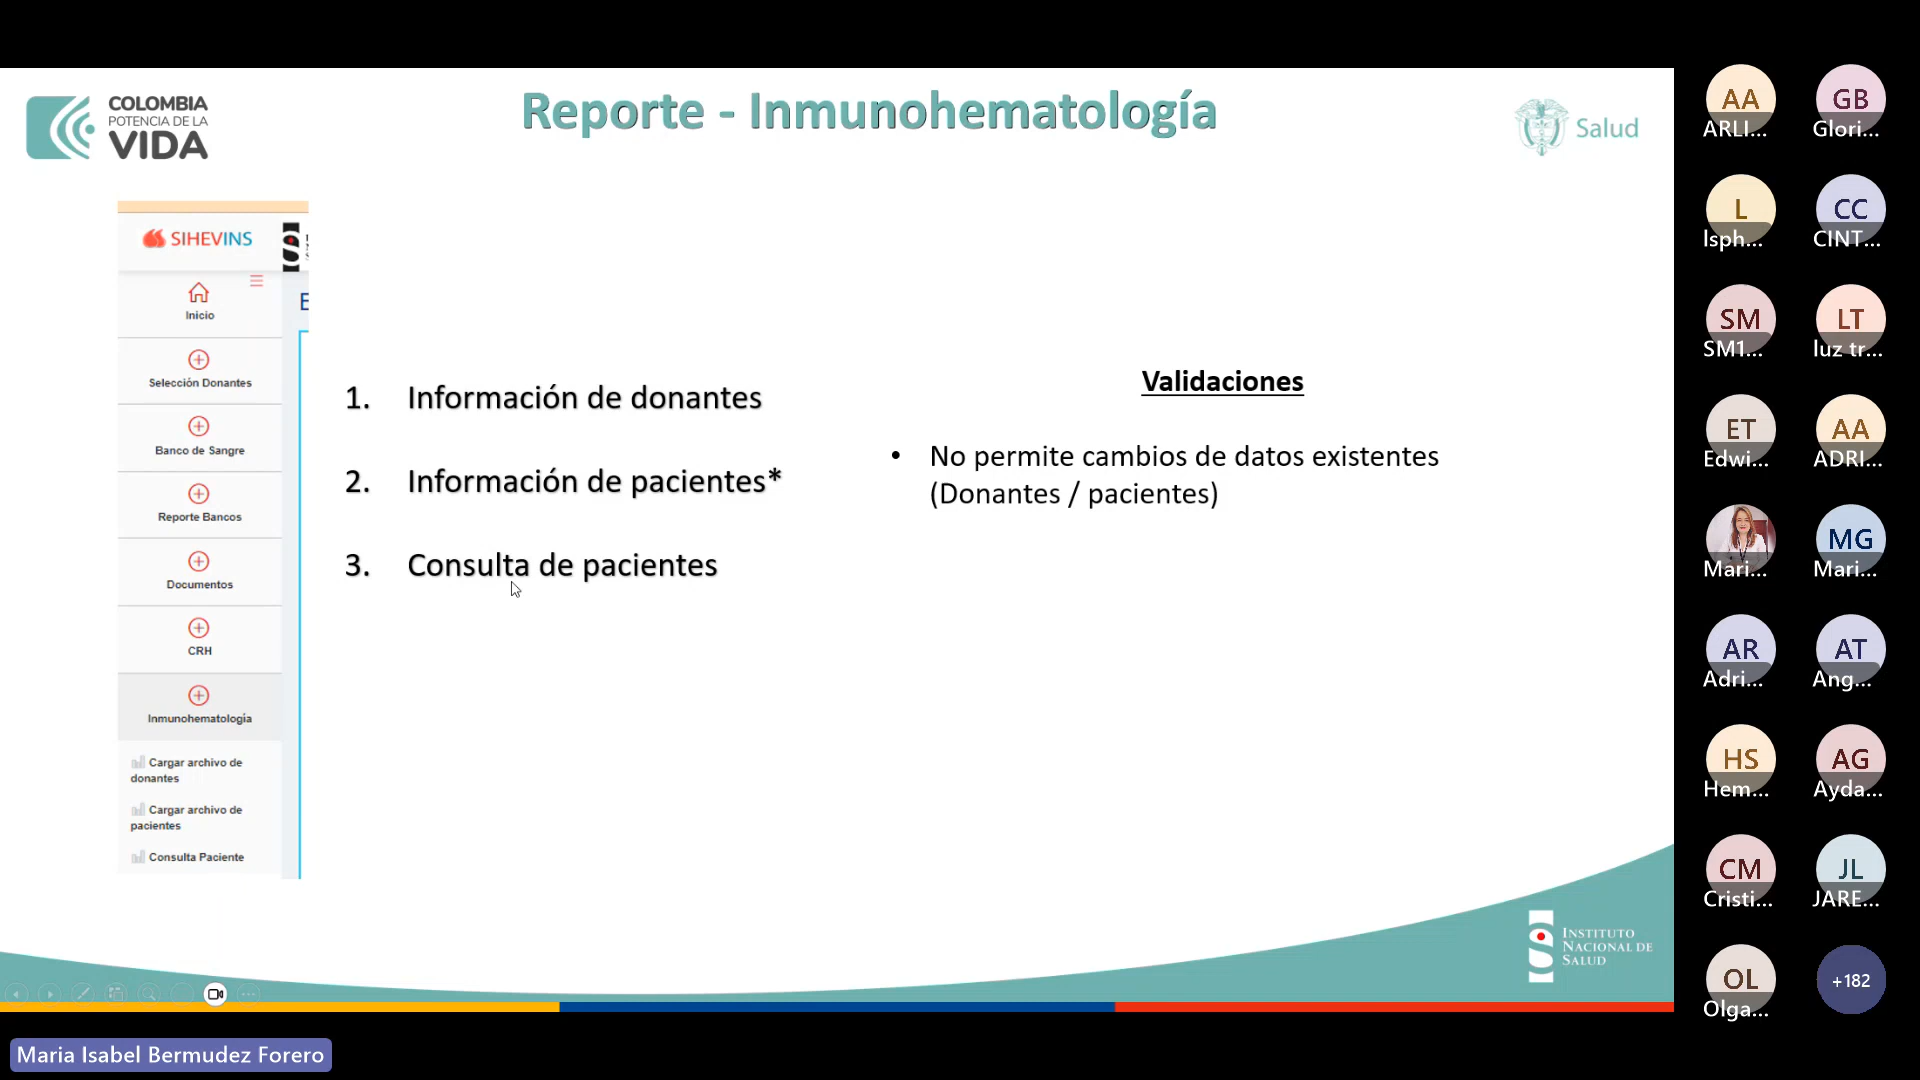 COLOMBIA
POTENCIA DE LA
VIDA
Reporte - Inmunohematología
Salud
SIHEVINS
Inicio
Selección Donantes
Banco de Sangre
Reporte Bancos
Documentos
CRH
Inmunohematología
Cargar archivo de
donantes
Cargar archivo de
pacientes
Consulta Paciente
E
1. Información de donantes
2. Información de pacientes*
3. Consulta de pacientes
Validaciones
• No permite cambios de datos existentes
(Donantes / pacientes)
INSTITUTO
NACIONAL DE
SALUD
Maria Isabel Bermudez Forero
AA
ARLI...
GB
Glori...
L
lsph...
CC
CINT...
SM
SM1...
LT
luz tr...
ET
Edwi...
AA
ADRI...
Mari...
MG
Mari...
AR
Adri...
AT
Ang...
HS
Hem...
AG
Ayda...
CM
Cristi...
JL
JARE...
OL
Olga...
+182